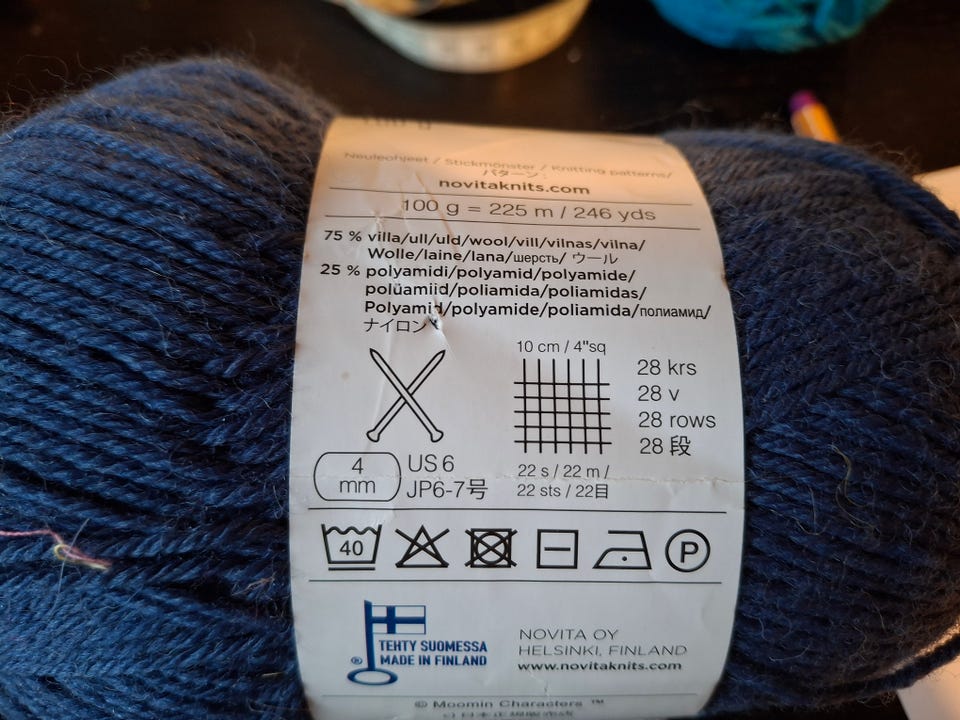 100 g
Neuleohjeet / Stickmönster / Knitting patterns/
パターン:
novitaknits.com
100 g = 225 m / 246 yds
75 % villa/ull/uld/wool/vill/vilnas/vilna/
Wolle/laine/lana/шерсть/ ウール
25 % polyamidi/polyamid/polyamide/
polüamiid/poliamida/poliamidas/
Polyamid/polyamide/poliamida/полиамид/
ナイロン
10 cm / 4"sq
28 krs
28 v
28 rows
28 段
4
mm
US 6
JP6-7号
22 s / 22 m /
22 sts / 22目
40
P
TEHTY SUOMESSA
MADE IN FINLAND
®
NOVITA OY
HELSINKI, FINLAND
www.novitaknits.com
© Moomin Characters ™